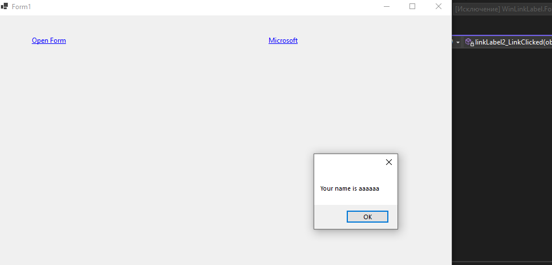 Form1
Open Form
Microsoft
Your name is aaaaaa
OK
linkLabel2_LinkClicked(ob